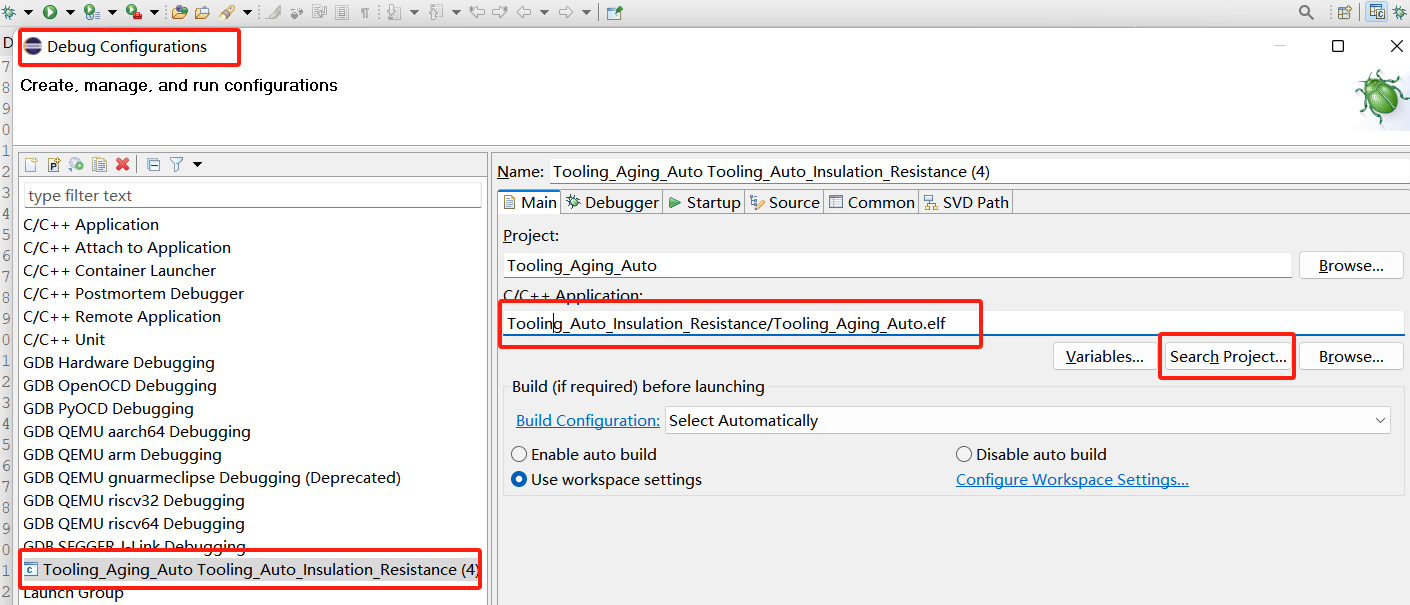 Debug Configurations
Create, manage, and run configurations
type filter text
C/C++ Application
C/C++ Attach to Application
C/C++ Container Launcher
C/C++ Postmortem Debugger
C/C++ Remote Application
C/C++ Unit
GDB Hardware Debugging
GDB OpenOCD Debugging
GDB PyOCD Debugging
GDB QEMU aarch64 Debugging
GDB QEMU arm Debugging
GDB QEMU gnuarmeclipse Debugging (Deprecated)
GDB QEMU riscv32 Debugging
GDB QEMU riscv64 Debugging
GDB SEGGER J-Link Debugging
Tooling_Aging_Auto Tooling_Auto_Insulation_Resistance (4)
Launch Group
Name: Tooling_Aging_Auto Tooling_Auto_Insulation_Resistance (4)
Main Debugger Startup Source Common SVD Path
Project:
Tooling_Aging_Auto Browse...
C/C++ Application:
Tooling_Auto_Insulation_Resistance/Tooling_Aging_Auto.elf
Variables... Search Project... Browse...
Build (if required) before launching
Build Configuration: Select Automatically
Enable auto build Disable auto build
Use workspace settings Configure Workspace Settings...